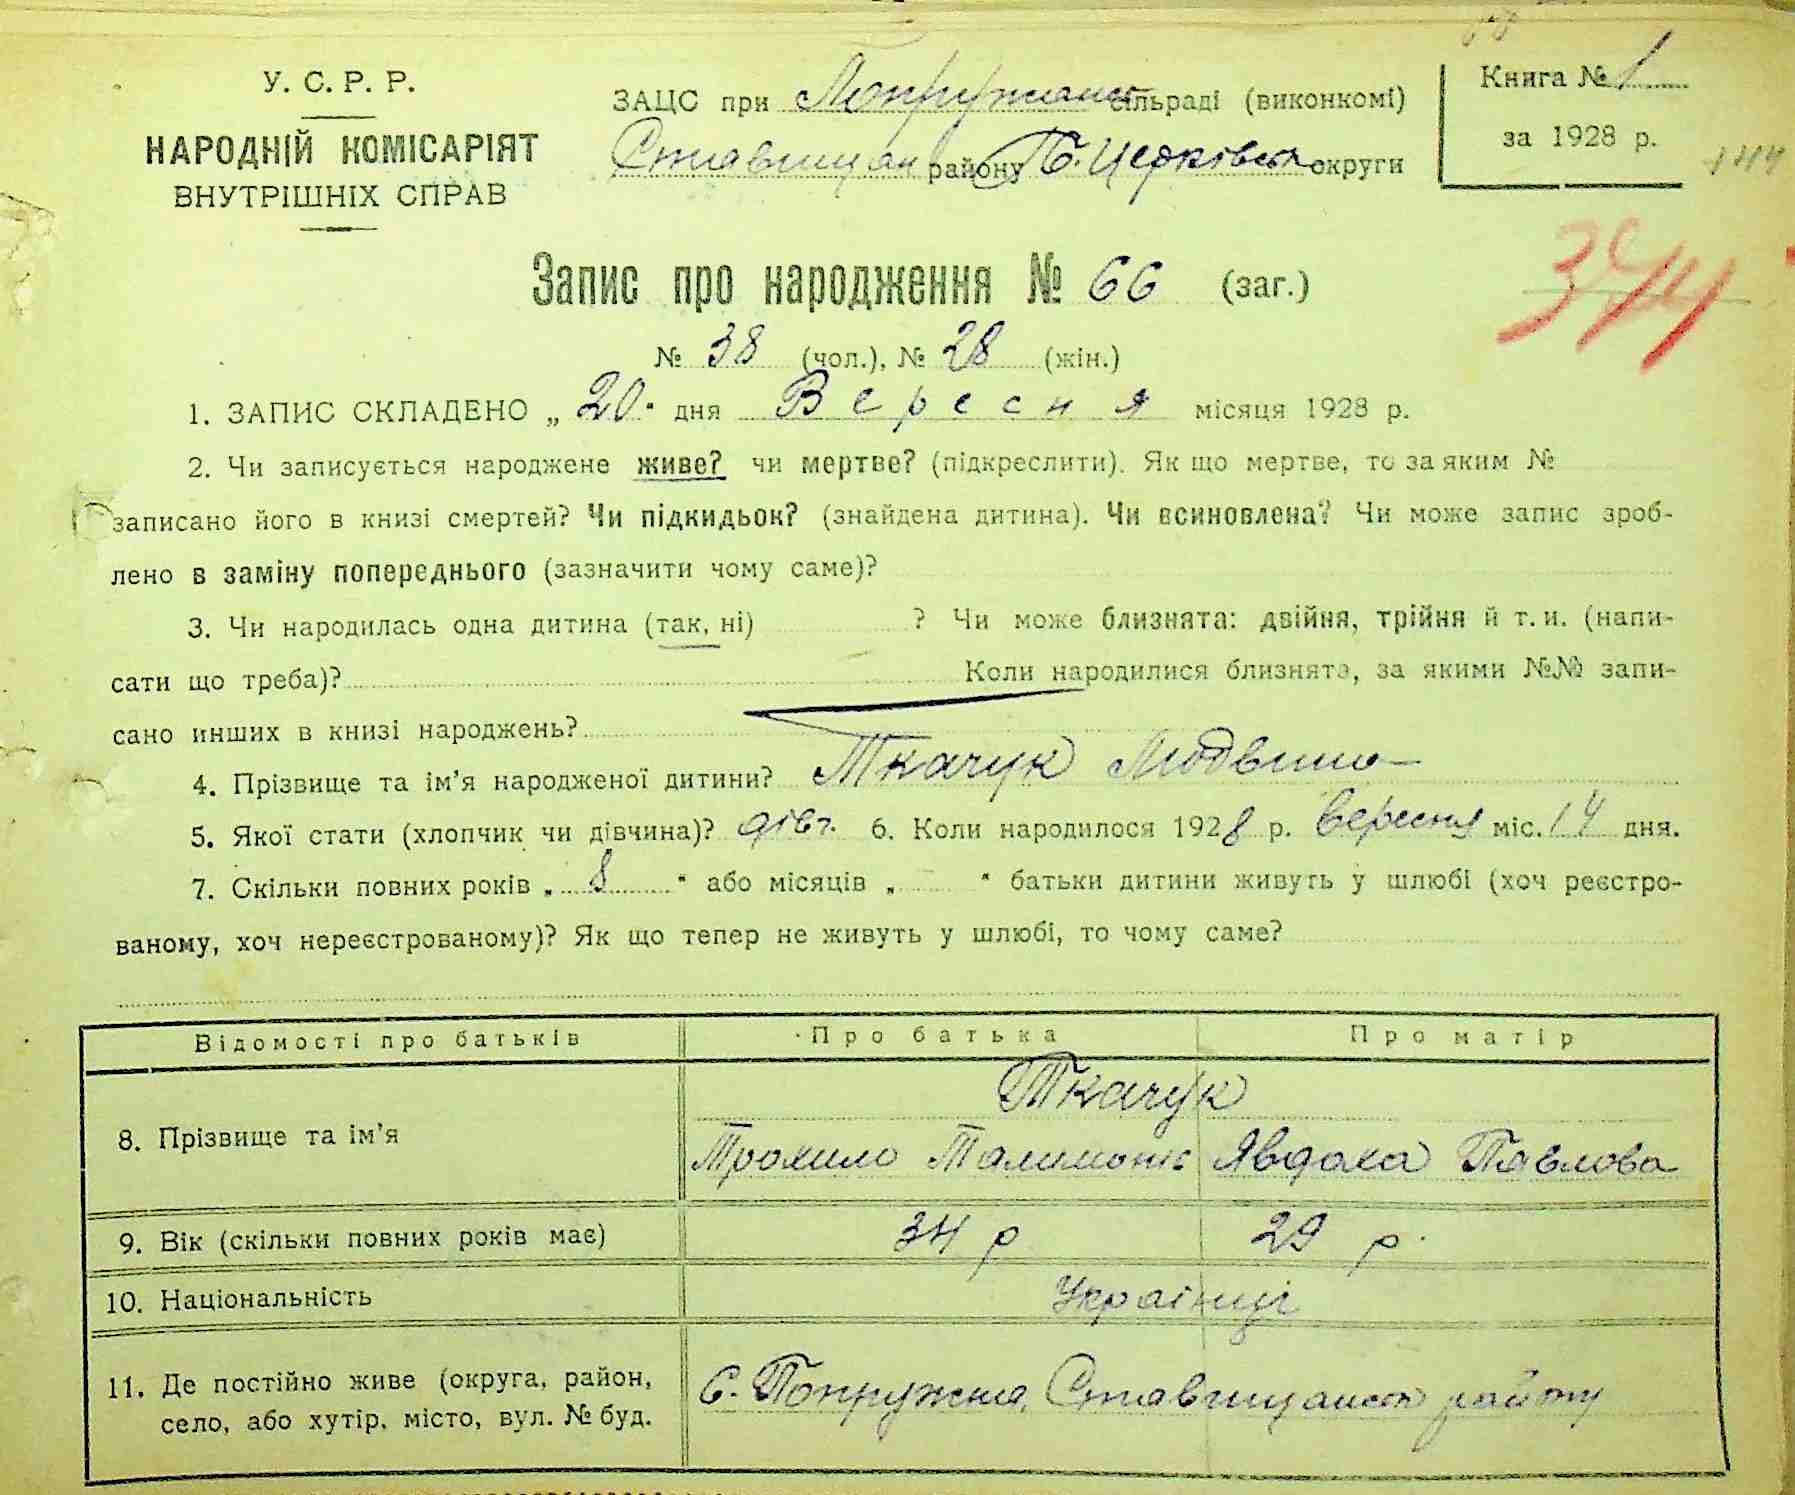 У. С. Р. Р.
НАРОДНІЙ КОМІСАРІЯТ
ВНУТРІШНІХ СПРАВ
ЗАЦС при Попружанск сільраді (виконкомі)
Ставищан району Б. Церківськ округи
Книга № 1
за 1928 р.
144
344
Запис про народження № 66 (заг.)
№ 38 (чол.), № 28 (жін.)
1. ЗАПИС СКЛАДЕНО „ 20 " дня Вересня місяця 1928 р.
2. Чи записується народжене живе? чи мертве? (підкреслити). Як що мертве, то за яким №
записано його в книзі смертей? Чи підкидьок? (знайдена дитина). Чи всиновлена? Чи може запис зроб-
лено в заміну попереднього (зазначити чому саме)?
3. Чи народилась одна дитина (так, ні) ? Чи може близнята: двійня, трійня й т. и. (напи-
сати що треба)? Коли народилися близнята, за якими №№ запи-
сано инших в книзі народжень?
4. Прізвище та ім'я народженої дитини? Ткачук
5. Якої стати (хлопчик чи дівчина)? дівч. 6. Коли народилося 1928 р. вересня міс. 14 дня.
7. Скільки повних років „ 8 " або місяців „ " батьки дитини живуть у шлюбі (хоч реєстро-
ваному, хоч нереєстрованому)? Як що тепер не живуть у шлюбі, то чому саме?
Відомості про батьків Про батька Про матір
8. Прізвище та ім'я Ткачук
Трохим Явдоха Павлова
9. Вік (скільки повних років має) 34 р 29 р.
10. Національність Українці
11. Де постійно живе (округа, район,
село, або хутір, місто, вул. № буд.
С. Попружна, Ставищанськ району